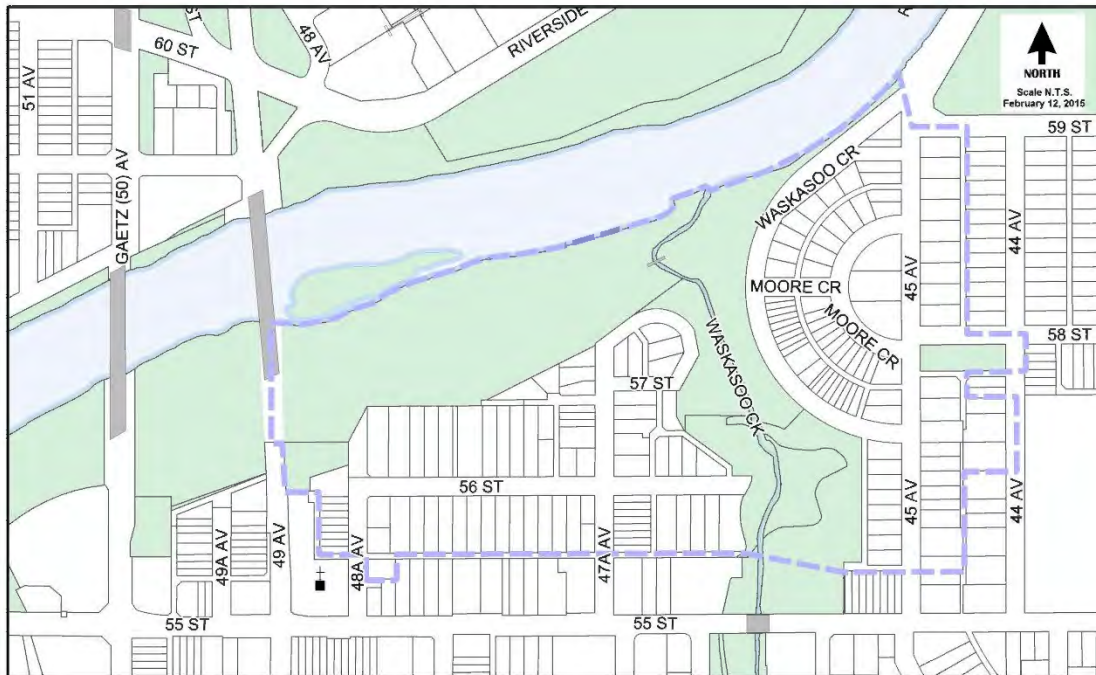 51 AV
60 ST
ST
48 AV
RIVERSIDE
R
NORTH
Scale N.T.S.
February 12, 2015
59 ST
GAETZ (50) AV
WASKASOO CR
44 AV
45 AV
MOORE CR
MOORE CR
58 ST
WASKASOO CK
57 ST
56 ST
49A AV
49 AV
48A AV
47A AV
45 AV
44 AV
55 ST
55 ST